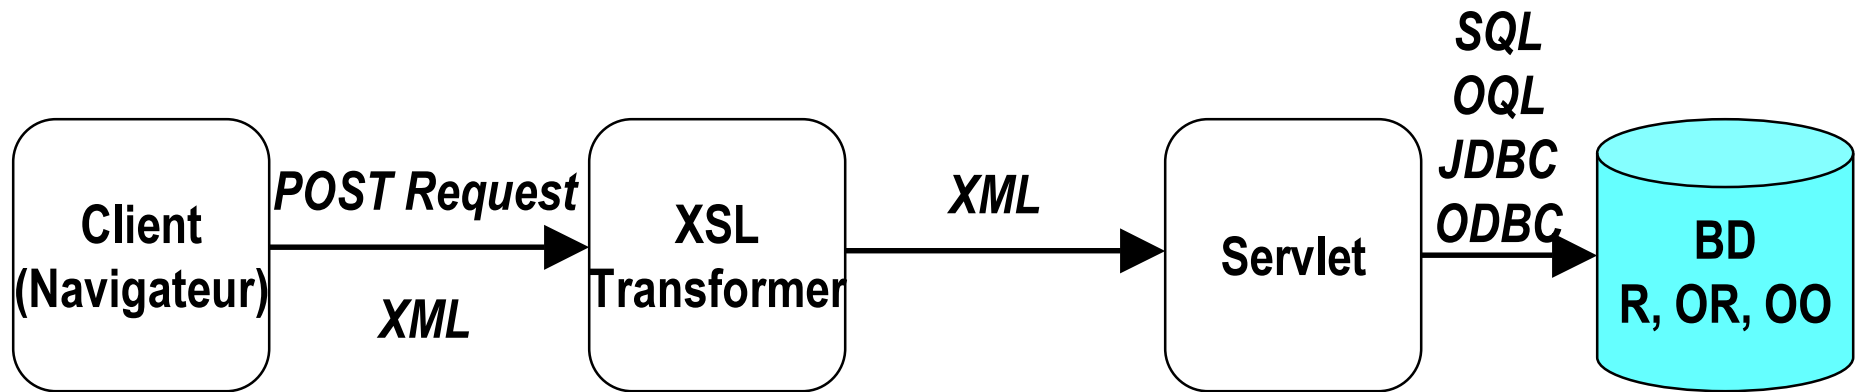 Client
(Navigateur)
POST Request
XML
XSL
Transformer
XML
Servlet
SQL
OQL
JDBC
ODBC
BD
R, OR, OO